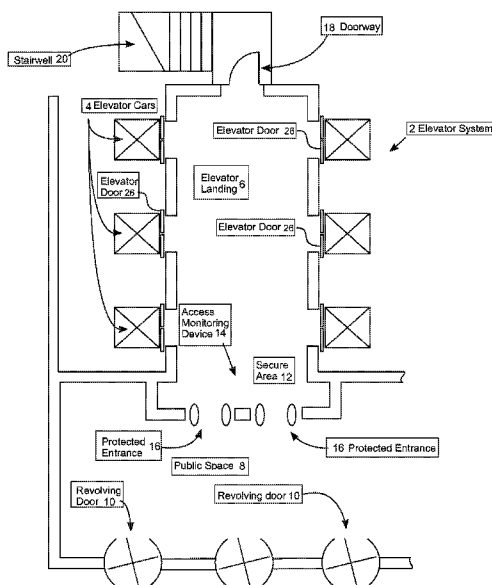 18 Doorway
Stairwell 20
4 Elevator Cars
Elevator Door 26
2 Elevator System
Elevator
Door 26
Elevator
Landing 6
Elevator
Door 26
Access
Monitoring
Device
14
Secure
Area 12
Protected
Entrance
16
16 Protected Entrance
Public Space 8
Revolving
Door
10
Revolving door 10